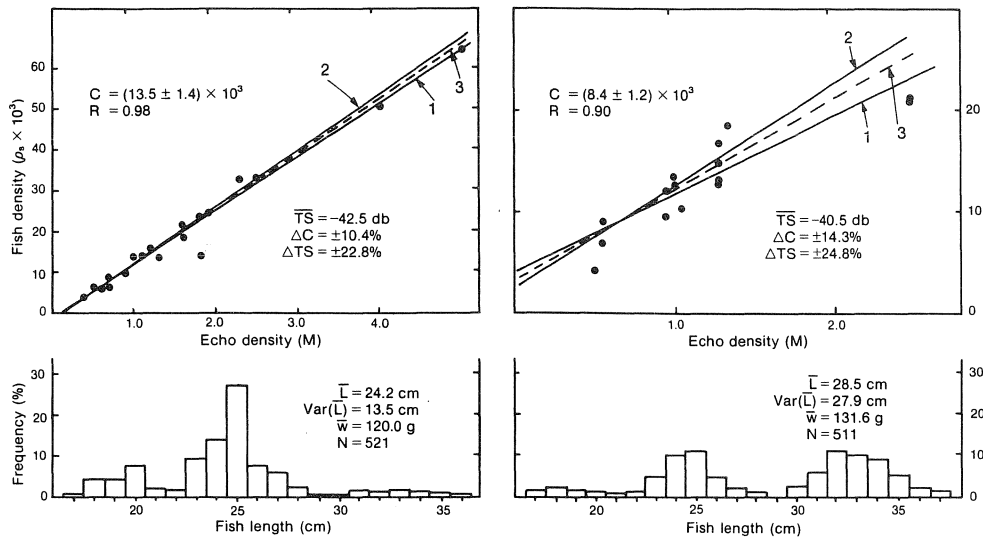 Fish density (ρs × 10³)
60
50
40
30
20
10
0
C = (13.5 ± 1.4) × 10³
R = 0.98
2
3
1
T̅S̅ = −42.5 db
ΔC = ±10.4%
ΔTS = ±22.8%
1.0 2.0 3.0 4.0
Echo density (M)
C = (8.4 ± 1.2) × 10³
R = 0.90
2
3
1
T̅S̅ = −40.5 db
ΔC = ±14.3%
ΔTS = ±24.8%
20
10
0
1.0 2.0
Echo density (M)
Frequency (%)
30
20
10
0
L̅ = 24.2 cm
Var(L̅) = 13.5 cm
w̅ = 120.0 g
N = 521
20 25 30 35
Fish length (cm)
L̅ = 28.5 cm
Var(L̅) = 27.9 cm
w̅ = 131.6 g
N = 511
30
20
10
0
20 25 30 35
Fish length (cm)